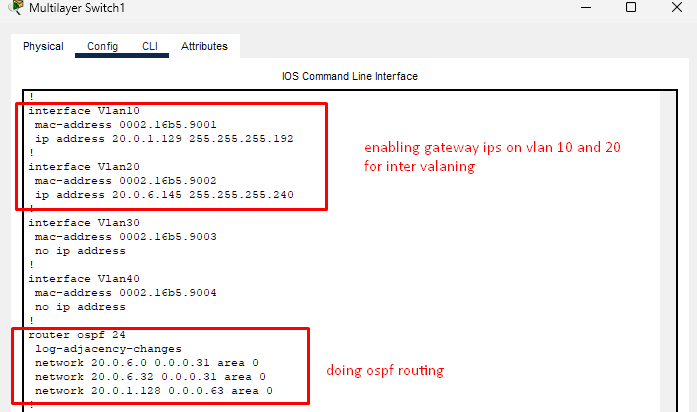 Multilayer Switch1
Physical Config CLI Attributes
IOS Command Line Interface
!
interface Vlan10
mac-address 0002.16b5.9001
ip address 20.0.1.129 255.255.255.192
!
interface Vlan20
mac-address 0002.16b5.9002
ip address 20.0.6.145 255.255.255.240
!
enabling gateway ips on vlan 10 and 20
for inter valaning
interface Vlan30
mac-address 0002.16b5.9003
no ip address
!
interface Vlan40
mac-address 0002.16b5.9004
no ip address
!
router ospf 24
log-adjacency-changes
network 20.0.6.0 0.0.0.31 area 0
network 20.0.6.32 0.0.0.31 area 0
network 20.0.1.128 0.0.0.63 area 0
!
doing ospf routing